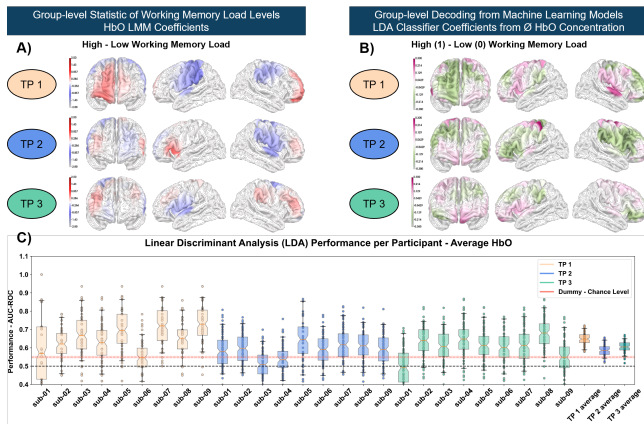 Group-level Statistic of Working Memory Load Levels
HbO LMM Coefficients
Group-level Decoding from Machine Learning Models
LDA Classifier Coefficients from Ø HbO Concentration
A)
High - Low Working Memory Load
B)
High (1) - Low (0) Working Memory Load
TP 1
TP 1
TP 2
TP 2
TP 3
TP 3
C)
Linear Discriminant Analysis (LDA) Performance per Participant - Average HbO
Performance - AUC-ROC
1.1
1.0
0.9
0.8
0.7
0.6
0.5
0.4
TP 1
TP 2
TP 3
Dummy - Chance Level
sub-01 sub-02 sub-03 sub-04 sub-05 sub-06 sub-07 sub-08 sub-09 sub-01 sub-02 sub-03 sub-04 sub-05 sub-06 sub-07 sub-08 sub-09 sub-01 sub-02 sub-03 sub-04 sub-05 sub-06 sub-07 sub-08 sub-09 TP 1 average TP 2 average TP 3 average